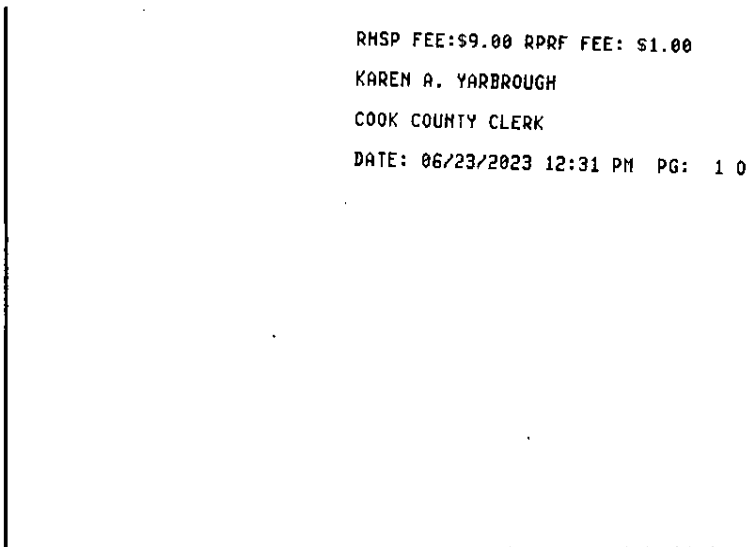 RHSP FEE:$9.00 RPRF FEE: $1.00
KAREN A. YARBROUGH
COOK COUNTY CLERK
DATE: 06/23/2023 12:31 PM PG: 1 O